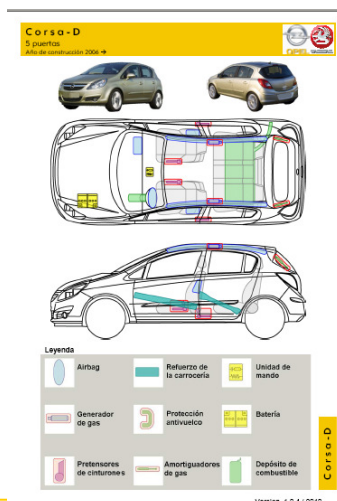 Corsa-D
5 puertas
Año de construcción 2006 →
OPEL
Leyenda
Airbag
Refuerzo de
la carrocería
Unidad de
mando
Generador
de gas
Protección
antivuelco
Batería
Pretensores
de cinturones
Amortiguadores
de gas
Depósito de
combustible
Corsa-D